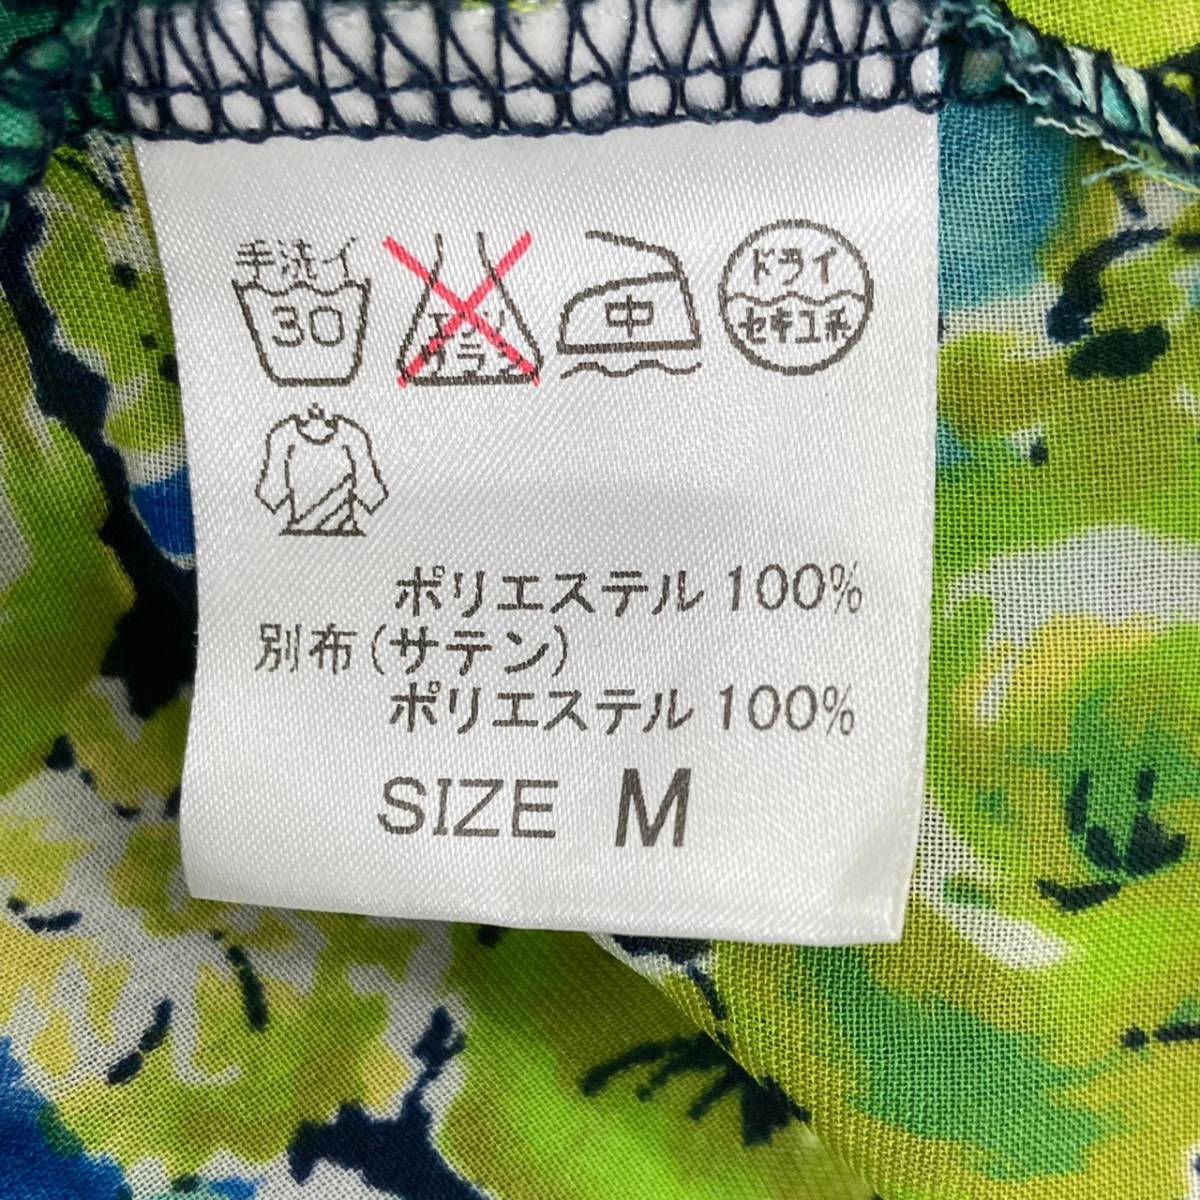 手洗イ
30
エンソ
サラシ
中
ドライ
セキユ系
ポリエステル 100%
別布(サテン)
ポリエステル 100%
SIZE M